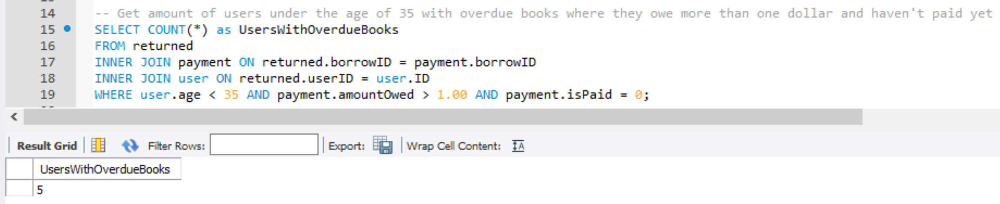 14 -- Get amount of users under the age of 35 with overdue books where they owe more than one dollar and haven't paid yet
15 SELECT COUNT(*) as UsersWithOverdueBooks
16 FROM returned
17 INNER JOIN payment ON returned.borrowID = payment.borrowID
18 INNER JOIN user ON returned.userID = user.ID
19 WHERE user.age < 35 AND payment.amountOwed > 1.00 AND payment.isPaid = 0;
Result Grid Filter Rows: Export: Wrap Cell Content: A
UsersWithOverdueBooks
5